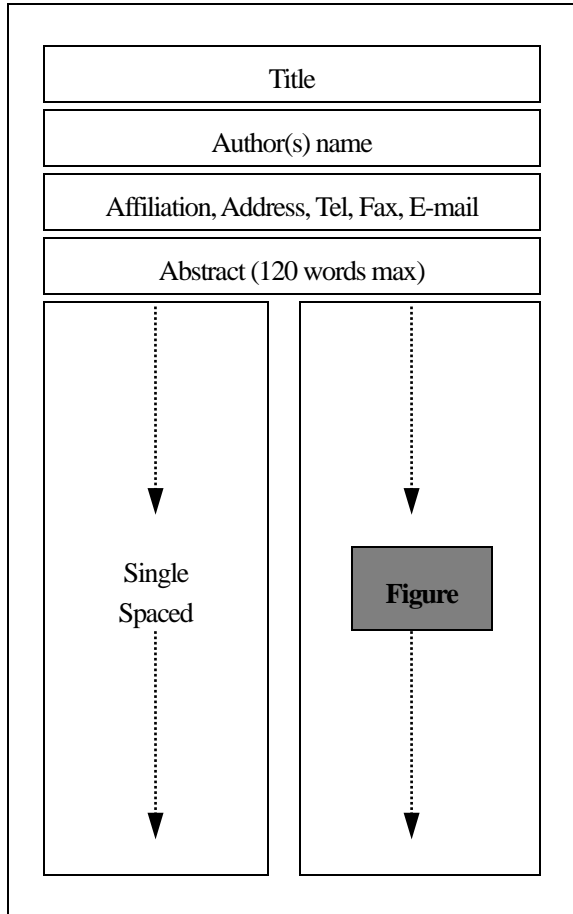 Title
Author(s) name
Affiliation, Address, Tel, Fax, E-mail
Abstract (120 words max)
Single
Spaced
Figure